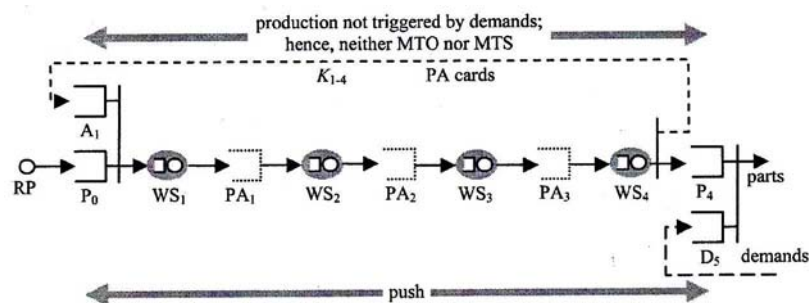 production not triggered by demands;
hence, neither MTO nor MTS
K1-4 PA cards
A1
RP P0 WS1 PA1 WS2 PA2 WS3 PA3 WS4 P4 parts
D5 demands
push